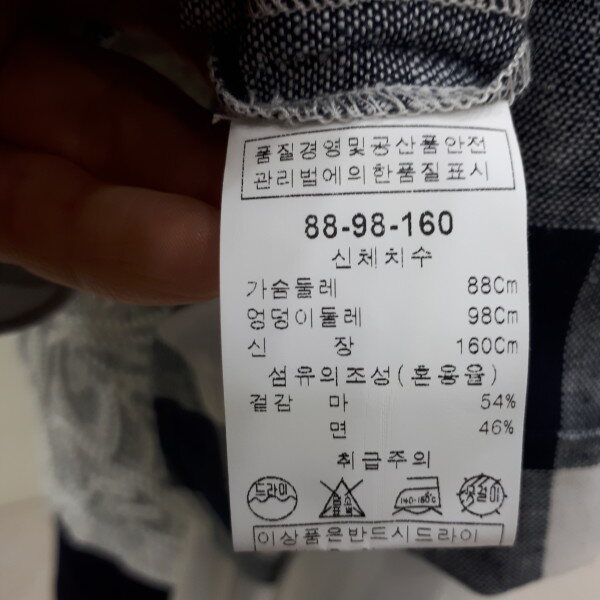 품질경영및공산품안전
관리법에의한품질표시
88-98-160
신체치수
가슴둘레 88Cm
엉덩이둘레 98Cm
신 장 160Cm
섬유의조성(혼용율)
겉감 마 54%
면 46%
취급주의
드라이 140-160℃ 옷걸이
이상품은반드시드라이